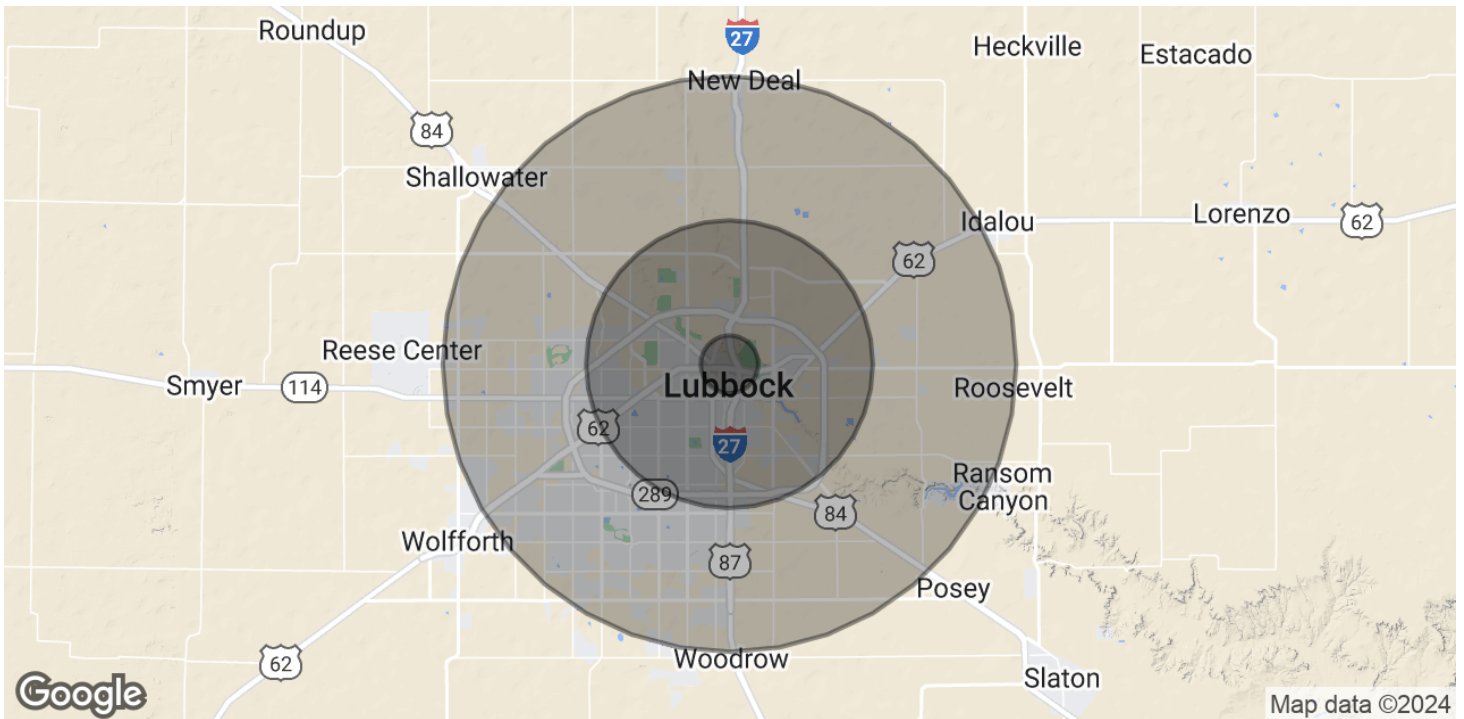 Roundup
27
Heckville
Estacado
New Deal
84
Shallowater
Idalou
Lorenzo
62
62
Reese Center
Smyer
114
Lubbock
Roosevelt
62
27
289
Ransom
Canyon
84
Wolfforth
87
Posey
Woodrow
62
Slaton
Google
Map data ©2024